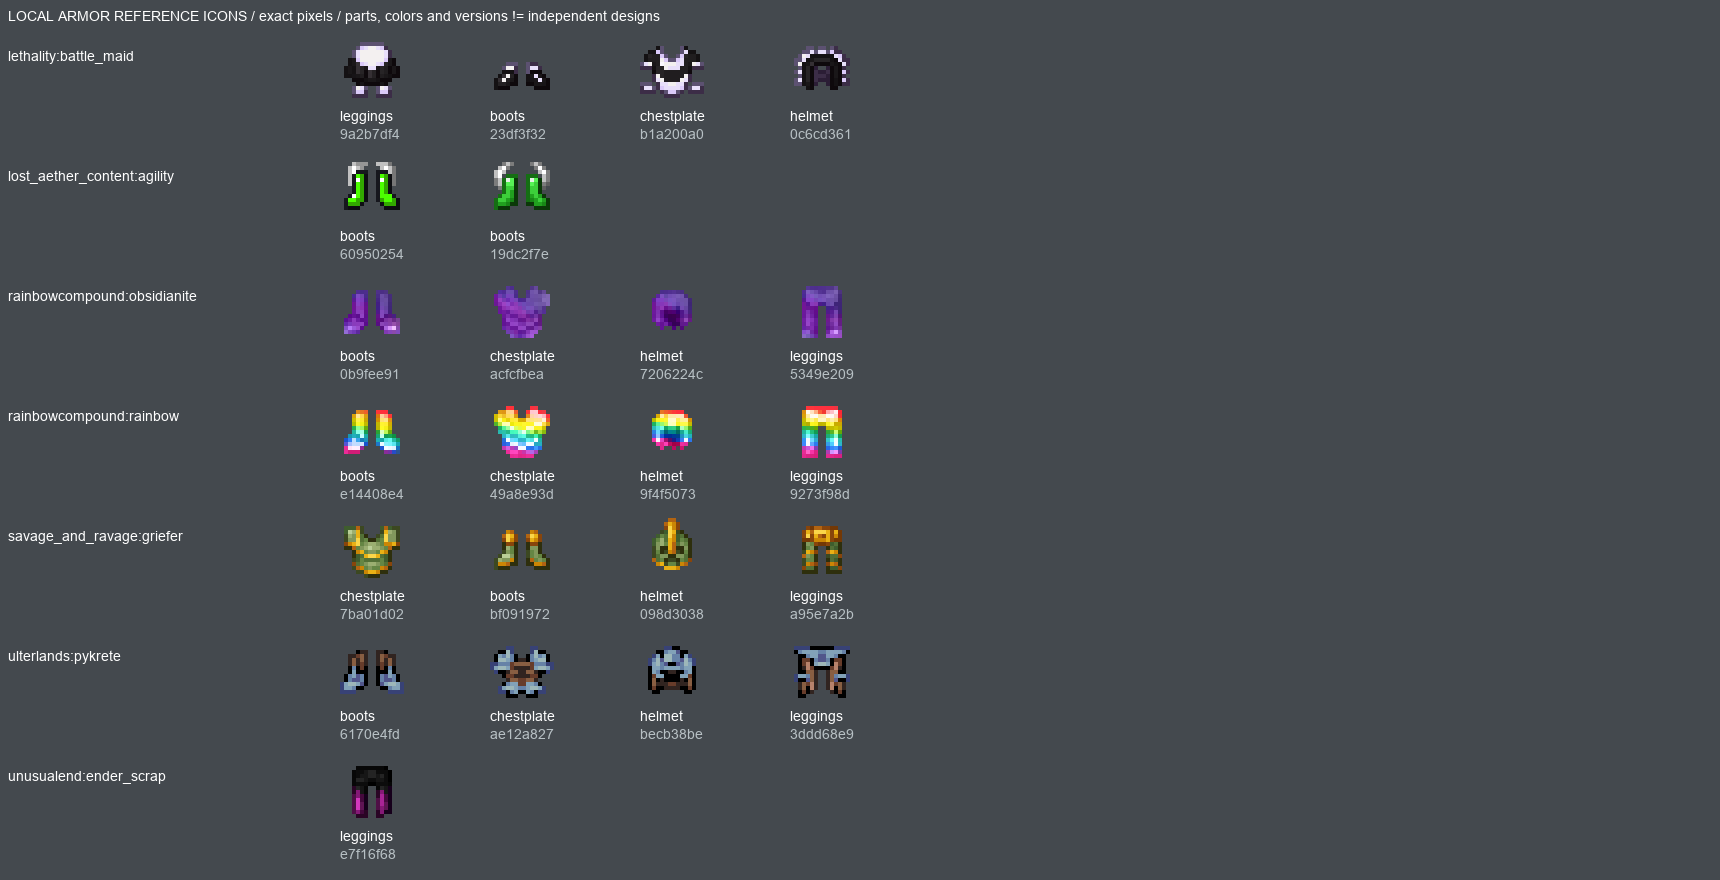 LOCAL ARMOR REFERENCE ICONS / exact pixels / parts, colors and versions != independent designs
lethality:battle_maid
leggings boots chestplate helmet
9a2b7df4 23df3f32 b1a200a0 0c6cd361
lost_aether_content:agility
boots boots
60950254 19dc2f7e
rainbowcompound:obsidianite
boots chestplate helmet leggings
0b9fee91 acfcfbea 7206224c 5349e209
rainbowcompound:rainbow
boots chestplate helmet leggings
e14408e4 49a8e93d 9f4f5073 9273f98d
savage_and_ravage:griefer
chestplate boots helmet leggings
7ba01d02 bf091972 098d3038 a95e7a2b
ulterlands:pykrete
boots chestplate helmet leggings
6170e4fd ae12a827 becb38be 3ddd68e9
unusualend:ender_scrap
leggings
e7f16f68